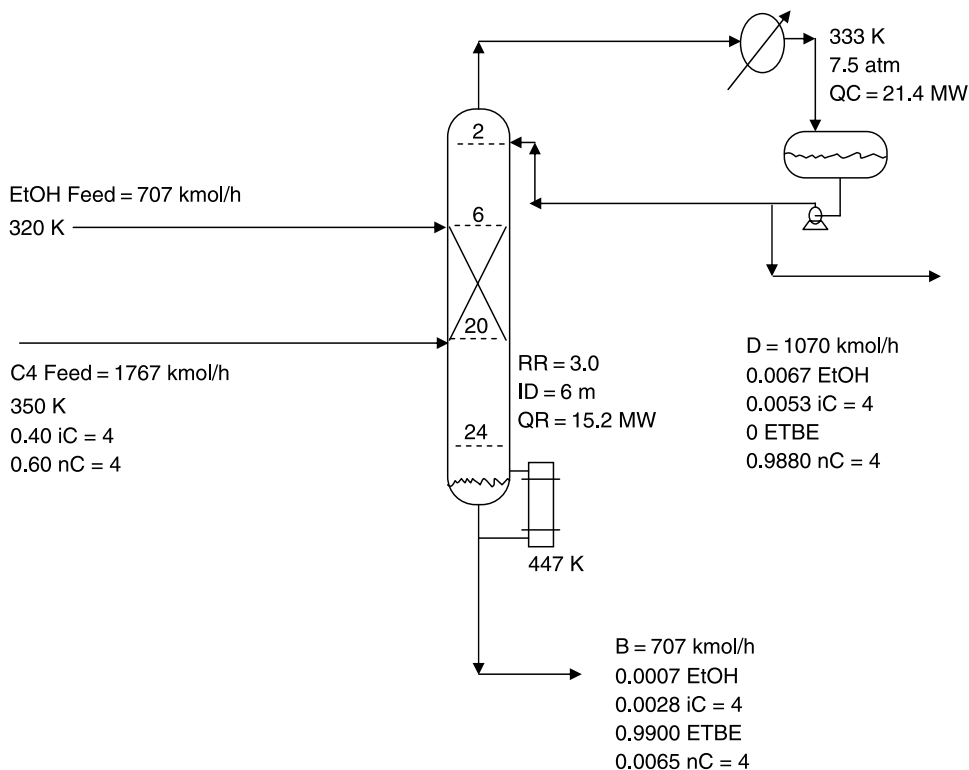 333 K
7.5 atm
QC = 21.4 MW
2
EtOH Feed = 707 kmol/h
320 K
6
20
C4 Feed = 1767 kmol/h
350 K
0.40 iC = 4
0.60 nC = 4
RR = 3.0
ID = 6 m
QR = 15.2 MW
24
D = 1070 kmol/h
0.0067 EtOH
0.0053 iC = 4
0 ETBE
0.9880 nC = 4
447 K
B = 707 kmol/h
0.0007 EtOH
0.0028 iC = 4
0.9900 ETBE
0.0065 nC = 4